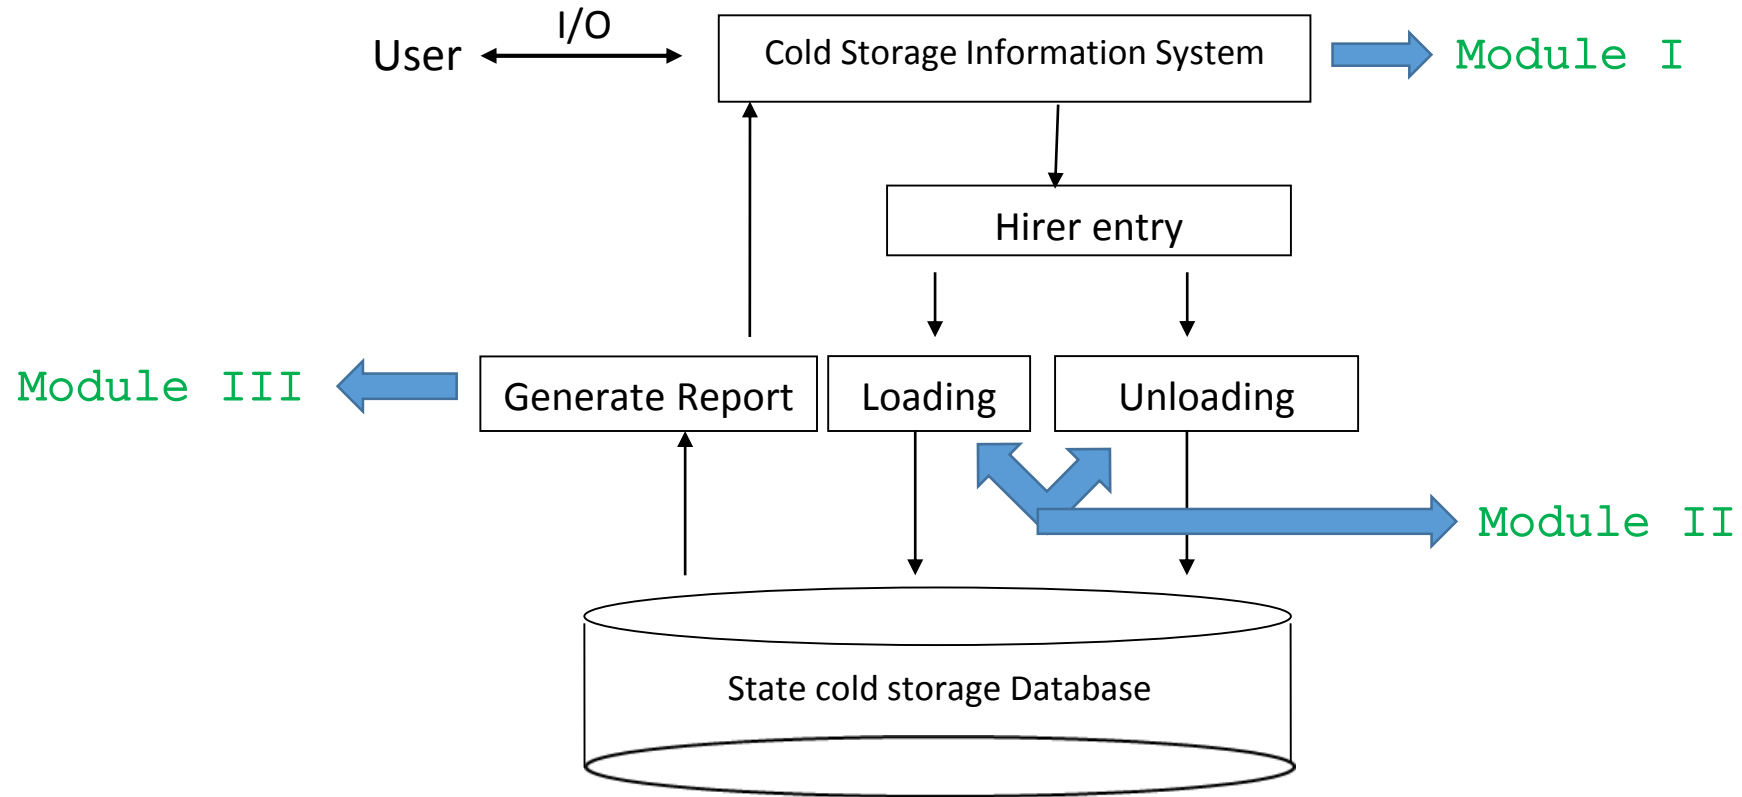 I/O
User
Cold Storage Information System
Module I
Hirer entry
Module III
Generate Report
Loading
Unloading
Module II
State cold storage Database